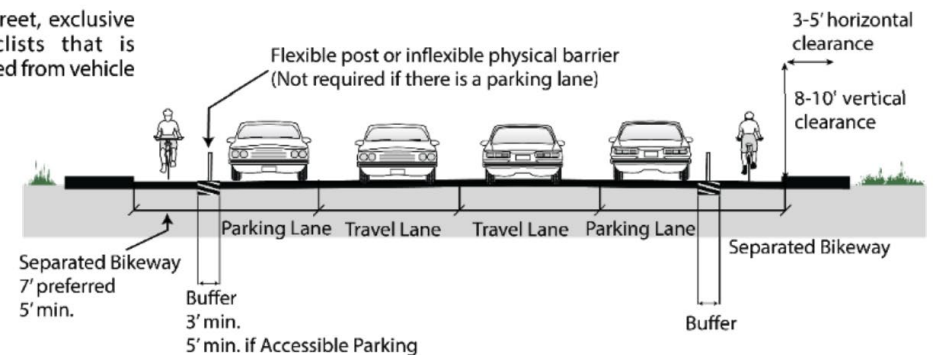 reet, exclusive
clists that is
ed from vehicle
Flexible post or inflexible physical barrier
(Not required if there is a parking lane)
3-5' horizontal
clearance
8-10' vertical
clearance
Parking Lane
Travel Lane
Travel Lane
Parking Lane
Separated Bikeway
7' preferred
5' min.
Buffer
3' min.
5' min. if Accessible Parking
Buffer
Separated Bikeway